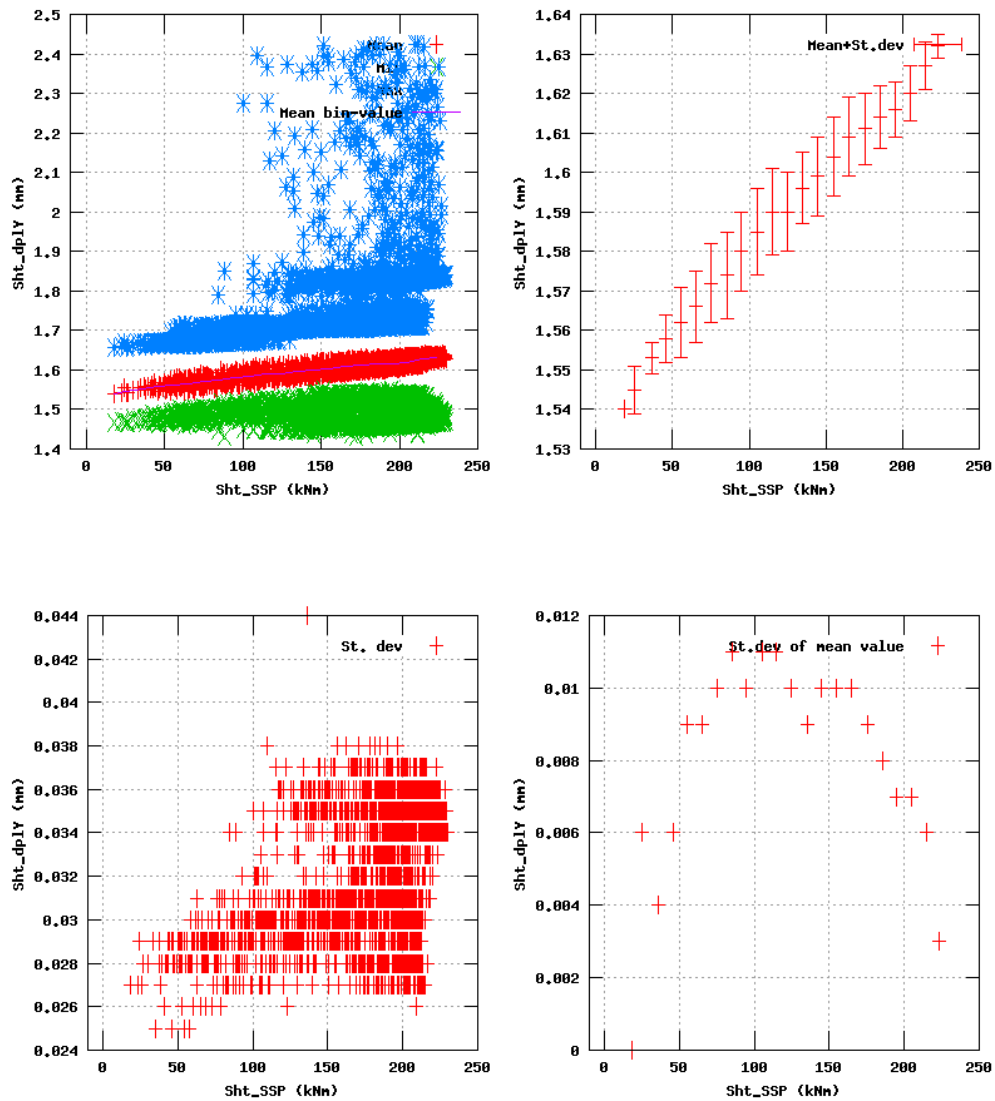 2.5
2.4
2.3
2.2
2.1
2
1.9
1.8
1.7
1.6
1.5
1.4
0 50 100 150 200 250
Sht_SSP (kNm)
Sht_dplY (mm)
Mean
Mean bin-value
1.64
1.63
1.62
1.61
1.6
1.59
1.58
1.57
1.56
1.55
1.54
1.53
0 50 100 150 200 250
Sht_SSP (kNm)
Sht_dplY (mm)
Mean+St.dev
0.044
0.042
0.04
0.038
0.036
0.034
0.032
0.03
0.028
0.026
0.024
0 50 100 150 200 250
Sht_SSP (kNm)
Sht_dplY (mm)
St. dev
0.012
0.01
0.008
0.006
0.004
0.002
0
0 50 100 150 200 250
Sht_SSP (kNm)
Sht_dplY (mm)
St.dev of mean value